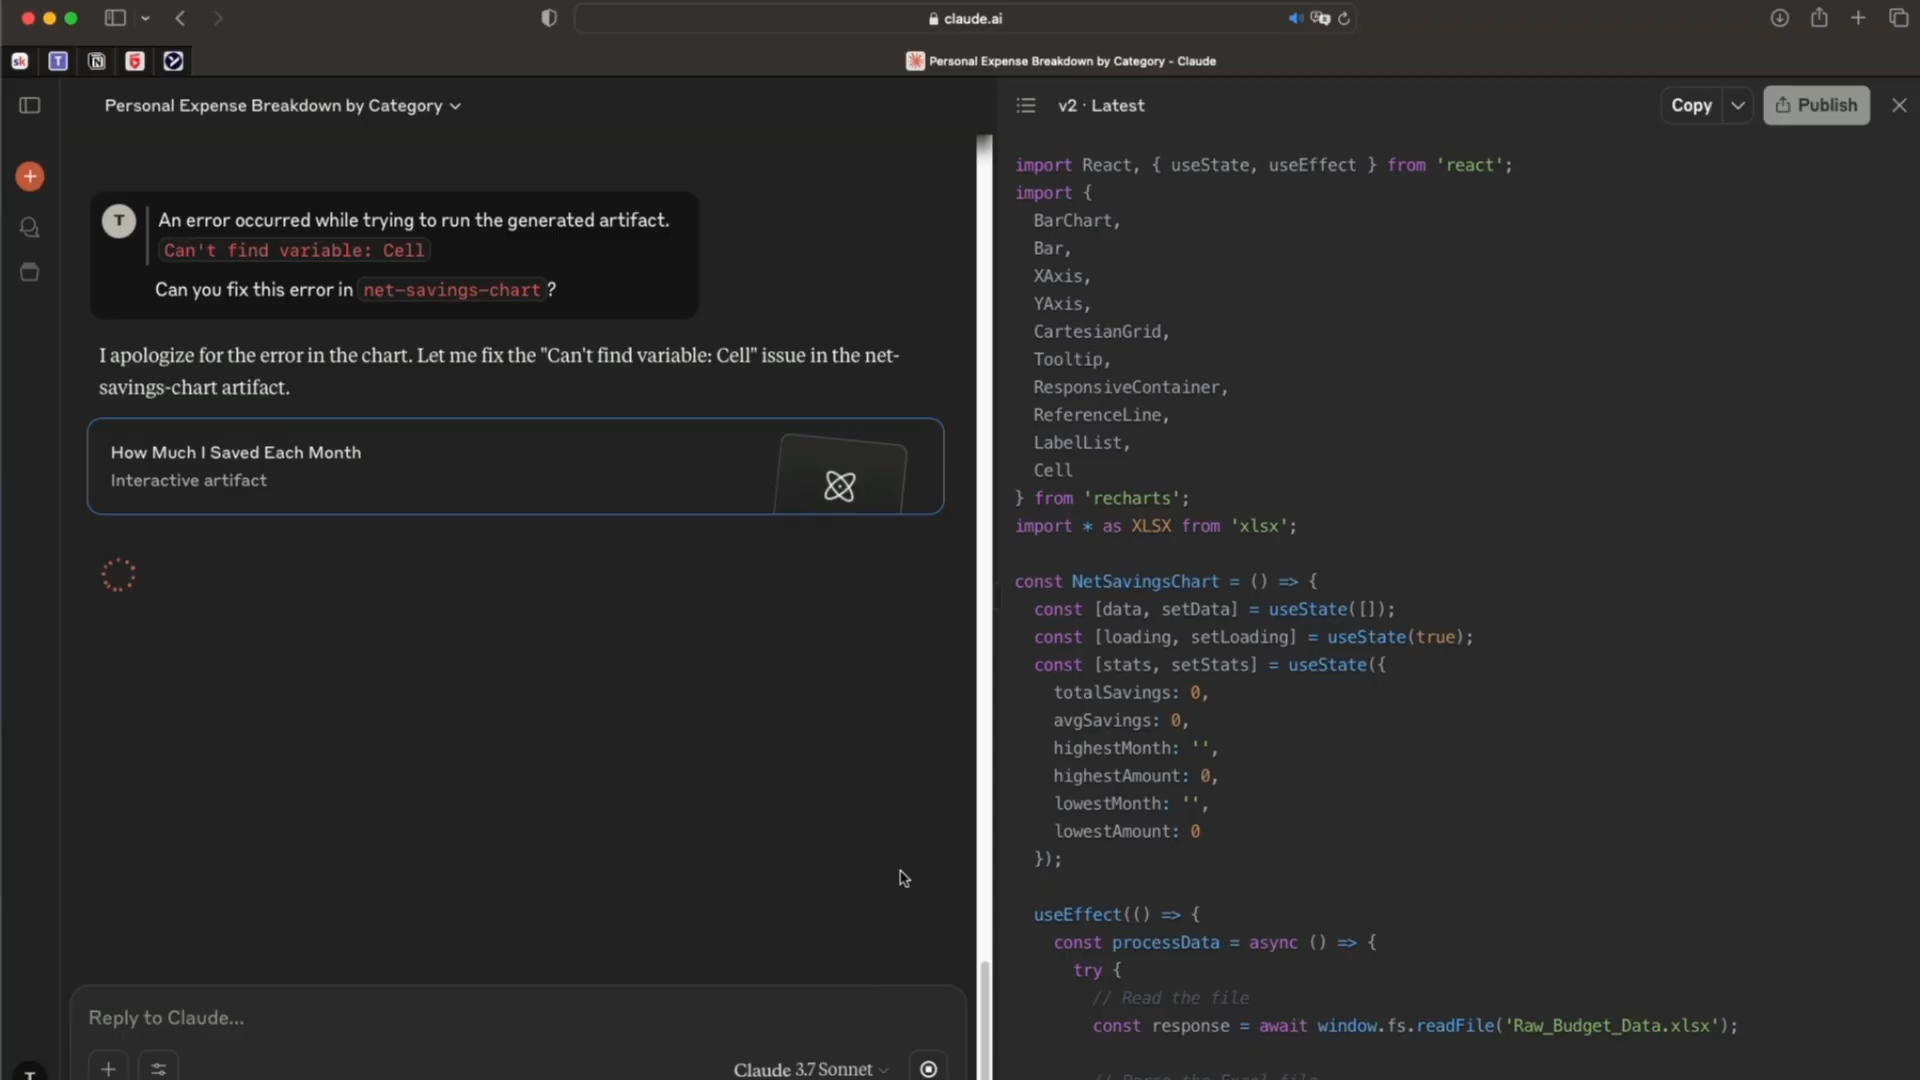 claude.ai
sk
T
Personal Expense Breakdown by Category - Claude
Personal Expense Breakdown by Category
T
An error occurred while trying to run the generated artifact.
Can't find variable: Cell
Can you fix this error in net-savings-chart ?
I apologize for the error in the chart. Let me fix the "Can't find variable: Cell" issue in the net-
savings-chart artifact.
How Much I Saved Each Month
Interactive artifact
Reply to Claude...
Claude 3.7 Sonnet
T
v2 · Latest
Copy
Publish
import React, { useState, useEffect } from 'react';
import {
BarChart,
Bar,
XAxis,
YAxis,
CartesianGrid,
Tooltip,
ResponsiveContainer,
ReferenceLine,
LabelList,
Cell
} from 'recharts';
import * as XLSX from 'xlsx';
const NetSavingsChart = () => {
const [data, setData] = useState([]);
const [loading, setLoading] = useState(true);
const [stats, setStats] = useState({
totalSavings: 0,
avgSavings: 0,
highestMonth: '',
highestAmount: 0,
lowestMonth: '',
lowestAmount: 0
});
useEffect(() => {
const processData = async () => {
try {
// Read the file
const response = await window.fs.readFile('Raw_Budget_Data.xlsx');
// Parse the Excel file